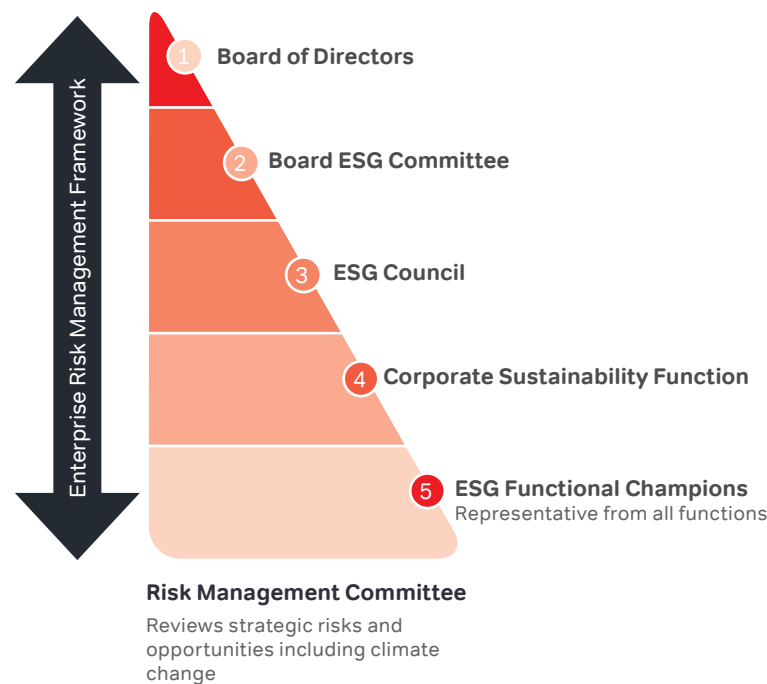 Enterprise Risk Management Framework
1
Board of Directors
2
Board ESG Committee
3
ESG Council
4
Corporate Sustainability Function
5
ESG Functional Champions
Representative from all functions
Risk Management Committee
Reviews strategic risks and
opportunities including climate
change